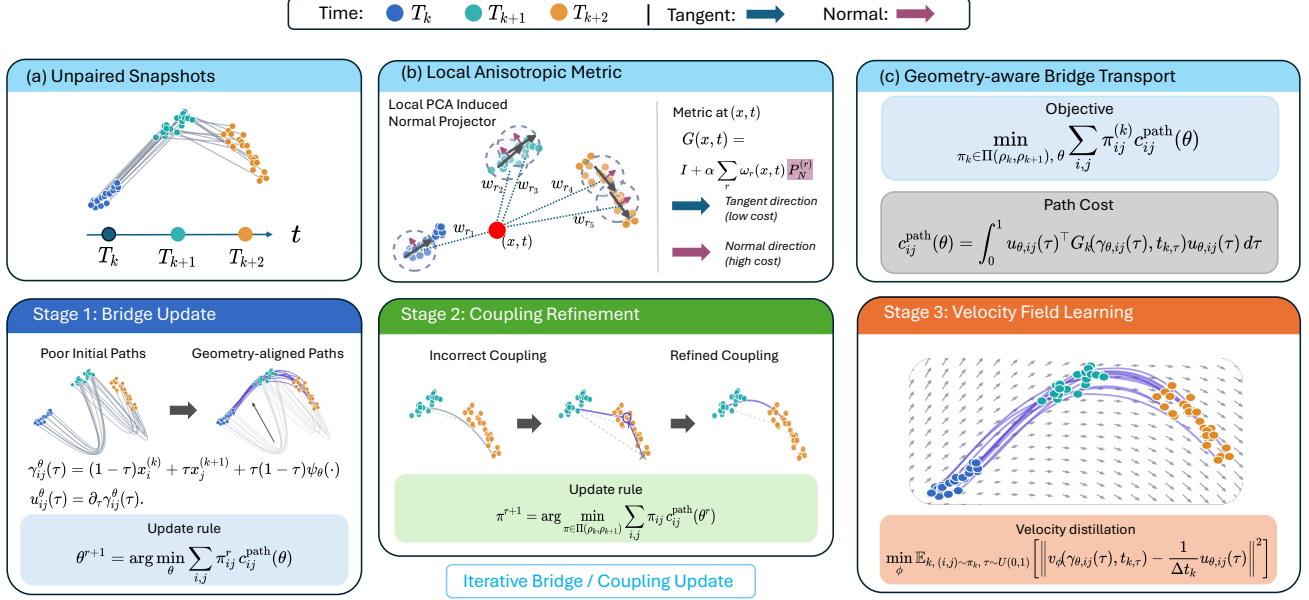 Time: T_k T_{k+1} T_{k+2} | Tangent: Normal:
(a) Unpaired Snapshots
t
T_k T_{k+1} T_{k+2}
(b) Local Anisotropic Metric
Local PCA Induced
Normal Projector
w_{r_1} w_{r_2} w_{r_3} w_{r_4} w_{r_5}
(x, t)
Metric at (x, t)
G(x, t) =
I + α ∑_r ω_r(x, t) P_N^{(r)}
Tangent direction
(low cost)
Normal direction
(high cost)
(c) Geometry-aware Bridge Transport
Objective
min_{π_k∈Π(ρ_k,ρ_{k+1}), θ} ∑_{i,j} π_{ij}^{(k)} c_{ij}^{path}(θ)
Path Cost
c_{ij}^{path}(θ) = ∫_0^1 u_{θ,ij}(τ)^⊤ G_k(γ_{θ,ij}(τ), t_{k,τ}) u_{θ,ij}(τ) dτ
Stage 1: Bridge Update
Poor Initial Paths
Geometry-aligned Paths
γ_{ij}^θ(τ) = (1 − τ)x_i^{(k)} + τx_j^{(k+1)} + τ(1 − τ)ψ_θ(·)
u_{ij}^θ(τ) = ∂_τ γ_{ij}^θ(τ).
Update rule
θ^{r+1} = arg min_θ ∑_{i,j} π_{ij}^r c_{ij}^{path}(θ)
Stage 2: Coupling Refinement
Incorrect Coupling
Refined Coupling
Update rule
π^{r+1} = arg min_{π∈Π(ρ_k,ρ_{k+1})} ∑_{i,j} π_{ij} c_{ij}^{path}(θ^r)
Iterative Bridge / Coupling Update
Stage 3: Velocity Field Learning
Velocity distillation
min_ϕ 𝔼_{k, (i,j)∼π_k, τ∼U(0,1)} [‖v_ϕ(γ_{θ,ij}(τ), t_{k,τ}) − \frac{1}{Δt_k} u_{θ,ij}(τ)‖^2]